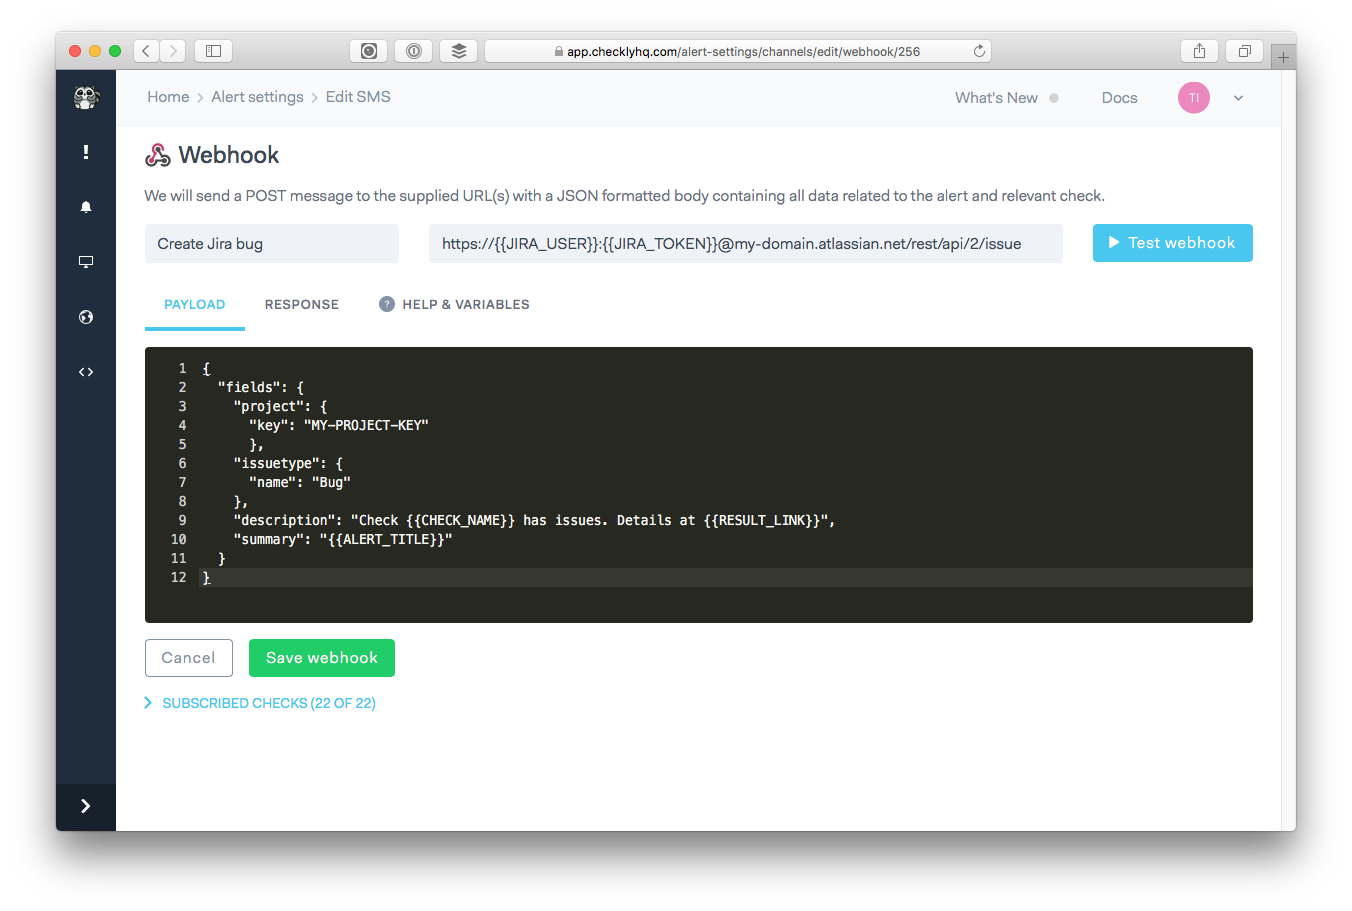 app.checklyhq.com/alert-settings/channels/edit/webhook/256
Home > Alert settings > Edit SMS
What's New
Docs
TI
Webhook
We will send a POST message to the supplied URL(s) with a JSON formatted body containing all data related to the alert and relevant check.
Create Jira bug
https://{{JIRA_USER}}:{{JIRA_TOKEN}}@my-domain.atlassian.net/rest/api/2/issue
Test webhook
PAYLOAD
RESPONSE
? HELP & VARIABLES
1 {
2 "fields": {
3 "project": {
4 "key": "MY-PROJECT-KEY"
5 },
6 "issuetype": {
7 "name": "Bug"
8 },
9 "description": "Check {{CHECK_NAME}} has issues. Details at {{RESULT_LINK}}",
10 "summary": "{{ALERT_TITLE}}"
11 }
12 }
Cancel
Save webhook
SUBSCRIBED CHECKS (22 OF 22)